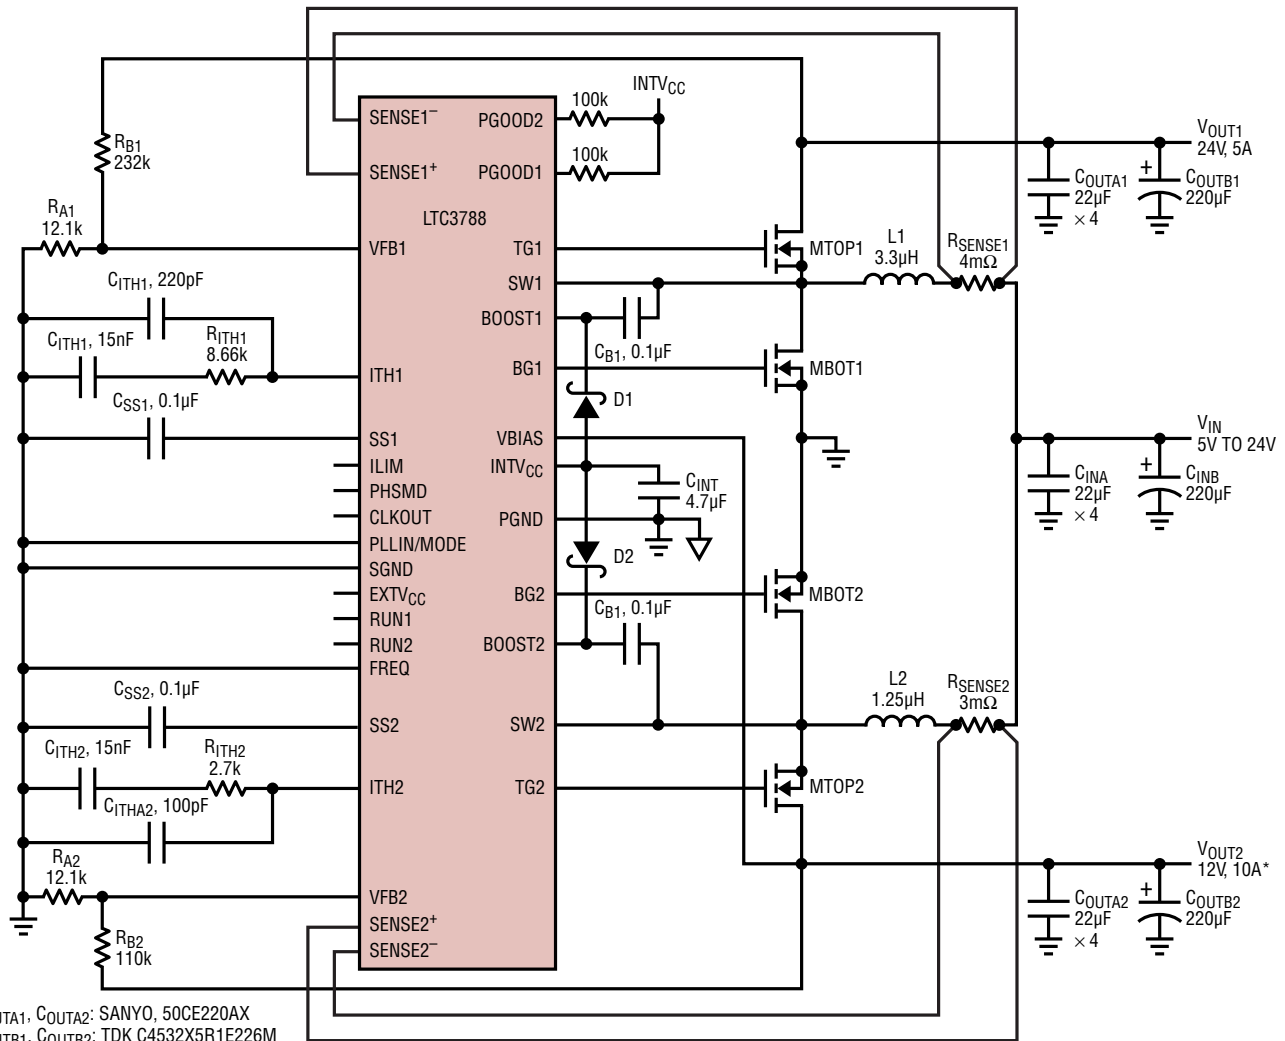 INTVCC
100k
100k
SENSE1–
PGOOD2
SENSE1+
PGOOD1
LTC3788
RB1
232k
RA1
12.1k
VFB1
TG1
SW1
BOOST1
CB1, 0.1µF
BG1
CITH1, 220pF
CITH1, 15nF
RITH1
8.66k
ITH1
CSS1, 0.1µF
SS1
ILIM
PHSMD
CLKOUT
PLLIN/MODE
SGND
EXTVCC
RUN1
RUN2
FREQ
VBIAS
INTVCC
PGND
BG2
BOOST2
SW2
TG2
D1
CINT
4.7µF
D2
CB1, 0.1µF
CSS2, 0.1µF
SS2
CITH2, 15nF
RITH2
2.7k
ITH2
CITHA2, 100pF
RA2
12.1k
VFB2
SENSE2+
SENSE2–
RB2
110k
MTOP1
L1
3.3µH
RSENSE1
4mΩ
MBOT1
MBOT2
L2
1.25µH
RSENSE2
3mΩ
MTOP2
VOUT1
24V, 5A
COUTA1
22µF
× 4
+
COUTB1
220µF
VIN
5V TO 24V
CINA
22µF
× 4
+
CINB
220µF
VOUT2
12V, 10A*
COUTA2
22µF
× 4
+
COUTB2
220µF
OUTA1, COUTA2: SANYO, 50CE220AX
OUTB1, COUTB2: TDK C4532X5R1E226M